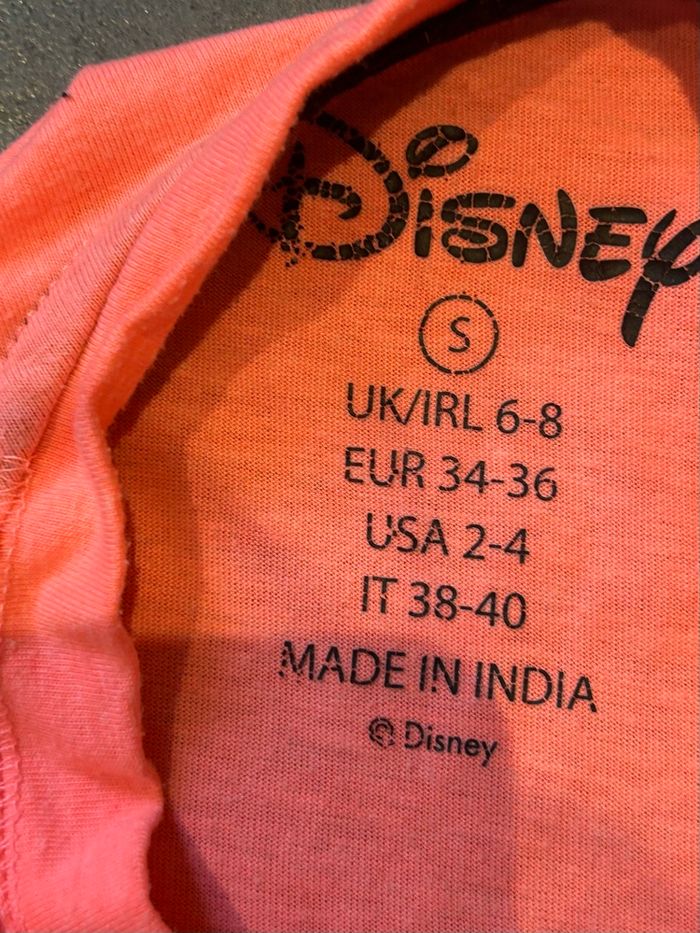 Disney
S
UK/IRL 6-8
EUR 34-36
USA 2-4
IT 38-40
MADE IN INDIA
© Disney